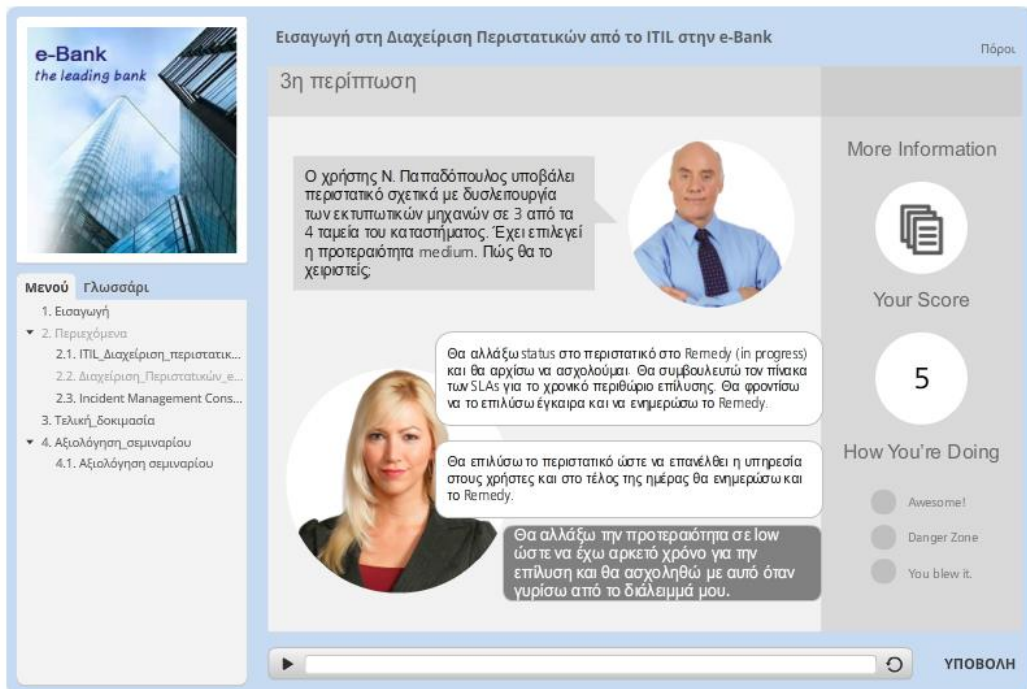 e-Bank
the leading bank
Εισαγωγή στη Διαχείριση Περιστατικών από το ITIL στην e-Bank
Πόροι
3η περίπτωση
Ο χρήστης Ν. Παπαδόπουλος υποβάλει
περιστατικό σχετικά με δυσλειτουργία
των εκτυπωτικών μηχανών σε 3 από τα
4 ταμεία του καταστήματος. Έχει επιλεγεί
η προτεραιότητα medium. Πώς θα το
χειριστείς;
Θα αλλάξω status στο περιστατικό στο Remedy (in progress)
και θα αρχίσω να ασχολούμαι. Θα συμβουλευτώ τον πίνακα
των SLAs για το χρονικό περιθώριο επίλυσης. Θα φροντίσω
να το επιλύσω έγκαιρα και να ενημερώσω το Remedy.
Θα επιλύσω το περιστατικό ώστε να επανέλθει η υπηρεσία
στους χρήστες και στο τέλος της ημέρας θα ενημερώσω και
το Remedy.
Θα αλλάξω την προτεραιότητα σε low
ώστε να έχω αρκετό χρόνο για την
επίλυση και θα ασχοληθώ με αυτό όταν
γυρίσω από το διάλειμμά μου.
More Information
Your Score
5
How You're Doing
Awesome!
Danger Zone
You blew it.
Μενού Γλωσσάρι
1. Εισαγωγή
2. Περιεχόμενα
2.1. ITIL_Διαχείριση_περιστατικ...
2.2. Διαχείριση_Περιστατικών_e...
2.3. Incident Management Cons...
3. Τελική_δοκιμασία
4. Αξιολόγηση_σεμιναρίου
4.1. Αξιολόγηση σεμιναρίου
ΥΠΟΒΟΛΗ